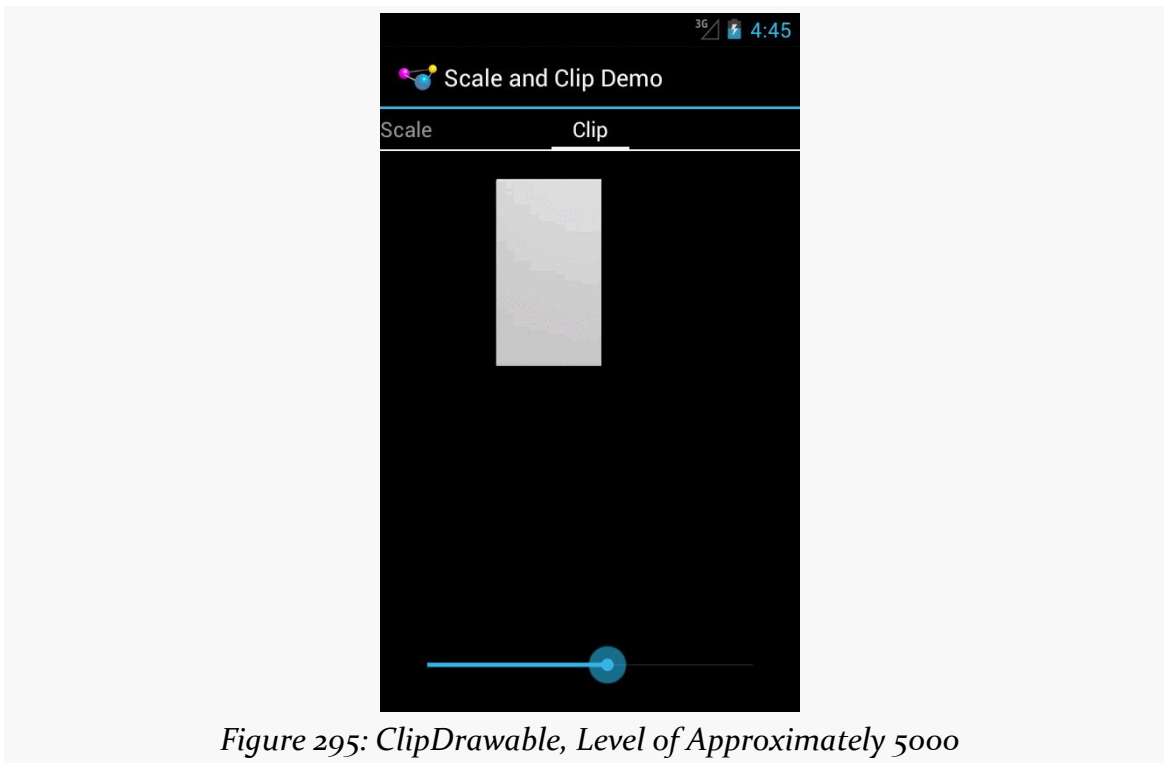 3G 4:45
Scale and Clip Demo
Scale Clip
Figure 295: ClipDrawable, Level of Approximately 5000